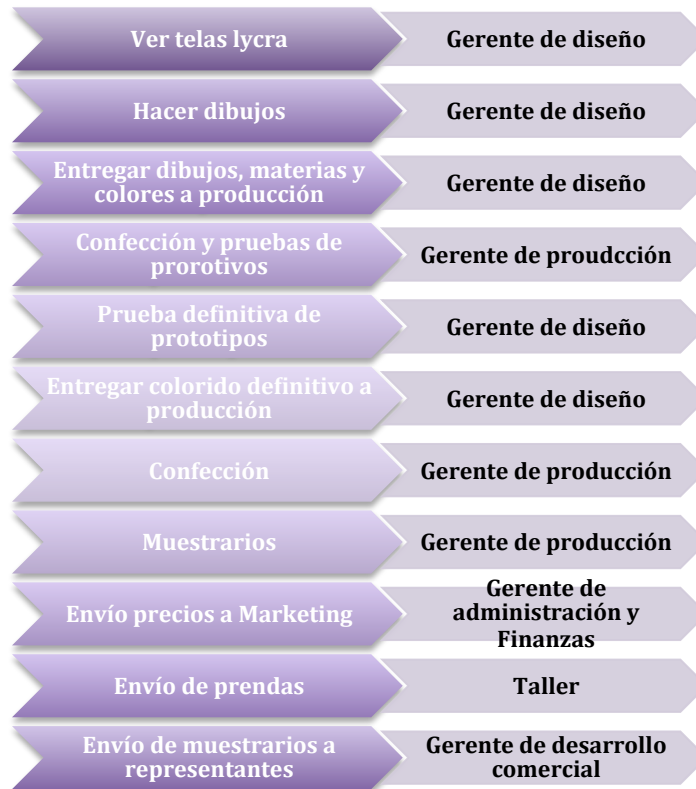 Ver telas lycra
Gerente de diseño
Hacer dibujos
Gerente de diseño
Entregar dibujos, materias y
colores a producción
Gerente de diseño
Confección y pruebas de
prorotivos
Gerente de proudcción
Prueba definitiva de
prototipos
Gerente de diseño
Entregar colorido definitivo a
producción
Gerente de diseño
Confección
Gerente de producción
Muestrarios
Gerente de producción
Envío precios a Marketing
Gerente de
administración y
Finanzas
Envío de prendas
Taller
Envío de muestrarios a
representantes
Gerente de desarrollo
comercial